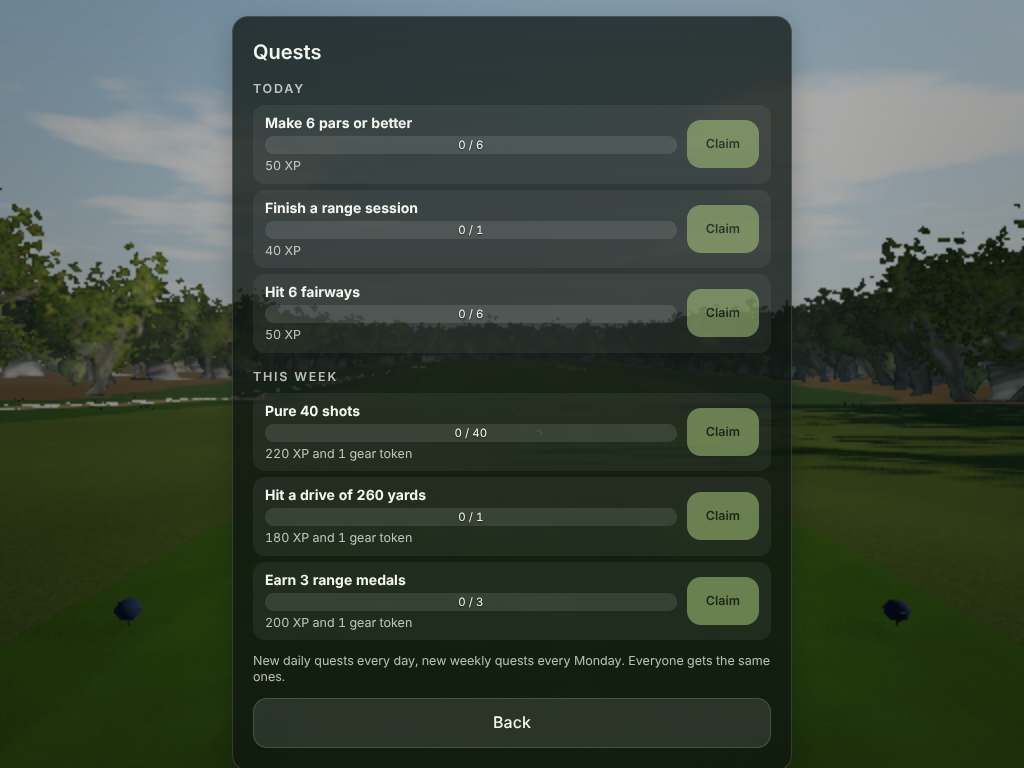 Quests
TODAY
Make 6 pars or better
0 / 6
50 XP
Claim
Finish a range session
0 / 1
40 XP
Claim
Hit 6 fairways
0 / 6
50 XP
Claim
THIS WEEK
Pure 40 shots
0 / 40
220 XP and 1 gear token
Claim
Hit a drive of 260 yards
0 / 1
180 XP and 1 gear token
Claim
Earn 3 range medals
0 / 3
200 XP and 1 gear token
Claim
New daily quests every day, new weekly quests every Monday. Everyone gets the same
ones.
Back